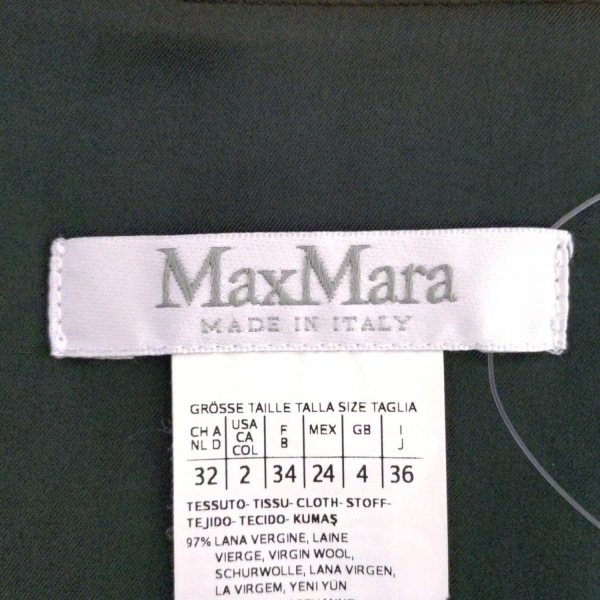 MaxMara
MADE IN ITALY
GRÖSSE TAILLE TALLA SIZE TAGLIA
CH A NL D | USA CA COL | F B | MEX | GB | I J
32 | 2 | 34 | 24 | 4 | 36
TESSUTO- TISSU- CLOTH- STOFF-
TEJIDO- TECIDO- KUMAŞ
97% LANA VERGINE, LAINE
VIERGE, VIRGIN WOOL,
SCHURWOLLE, LANA VIRGEN,
LA VIRGEM, YENI YÜN